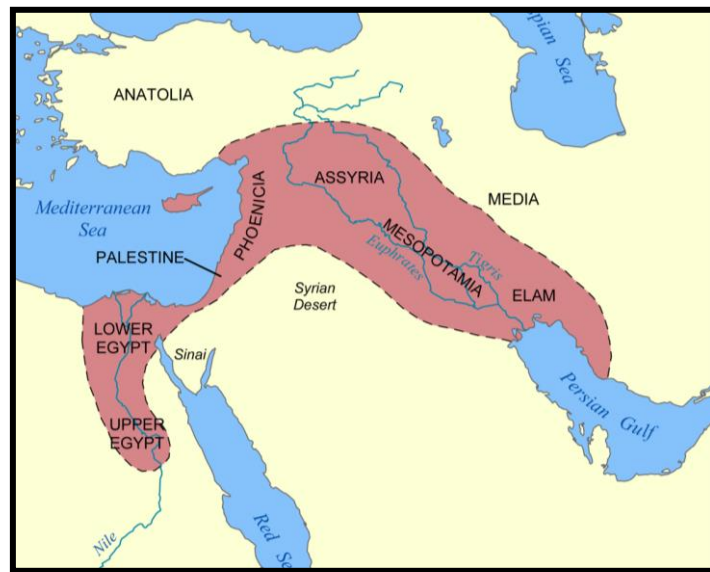 pian Sea
ANATOLIA
ASSYRIA
MEDIA
Mediterranean
Sea
PHOENICIA
MESOPOTAMIA
Tigris
Euphrates
PALESTINE
ELAM
Syrian
Desert
LOWER
EGYPT
Sinai
Persian Gulf
UPPER
EGYPT
Nile
Red Se